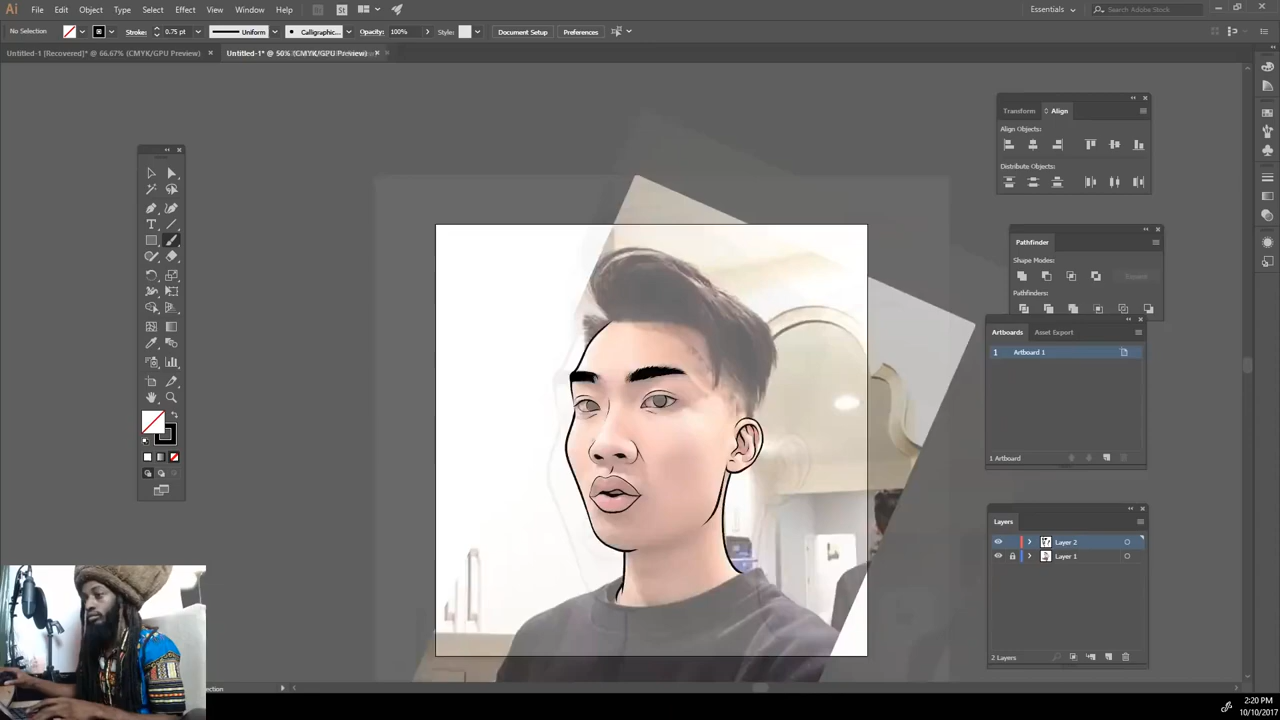 Ai File Edit Object Type Select Effect View Window Help Br St Essentials Search Adobe Stock
No Selection Stroke: 0.75 pt Uniform Calligraphic... Opacity: 100% Style: Document Setup Preferences
Untitled-1 [Recovered]* @ 66.67% (CMYK/GPU Preview) × Untitled-1* @ 50% (CMYK/GPU Preview) ×
Transform Align
Align Objects:
Distribute Objects:
Pathfinder
Shape Modes:
Expand
Pathfinders:
Artboards Asset Export
1 Artboard 1
1 Artboard
Layers
Layer 2
Layer 1
2 Layers
2:20 PM
10/10/2017